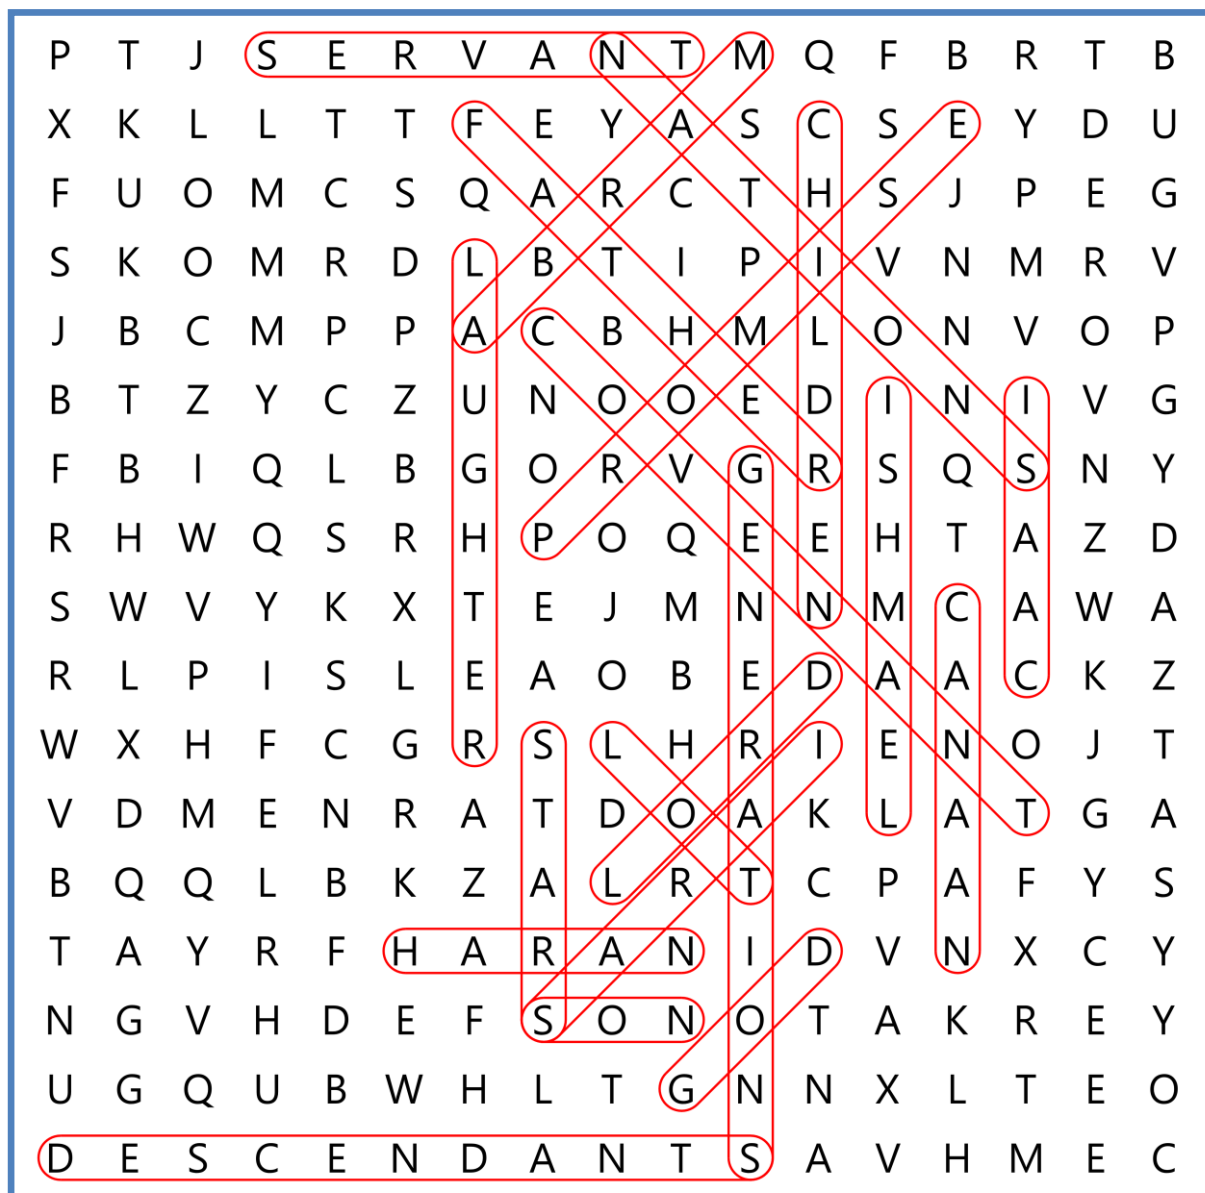 P T J S E R V A N T M Q F B R T B
X K L L T T F E Y A S C S E Y D U
F U O M C S Q A R C T H S J P E G
S K O M R D L B T I P I V N M R V
J B C M P P A C B H M L O N V O P
B T Z Y C Z U N O O E D I N I V G
F B I Q L B G O R V G R S Q S N Y
R H W Q S R H P O Q E E H T A Z D
S W V Y K X T E J M N N M C A W A
R L P I S L E A O B E D A A C K Z
W X H F C G R S L H R I E N O J T
V D M E N R A T D O A K L A T G A
B Q Q L B K Z A L R T C P A F Y S
T A Y R F H A R A N I D V N X C Y
N G V H D E F S O N O T A K R E Y
U G Q U B W H L T G N N X L T E O
D E S C E N D A N T S A V H M E C